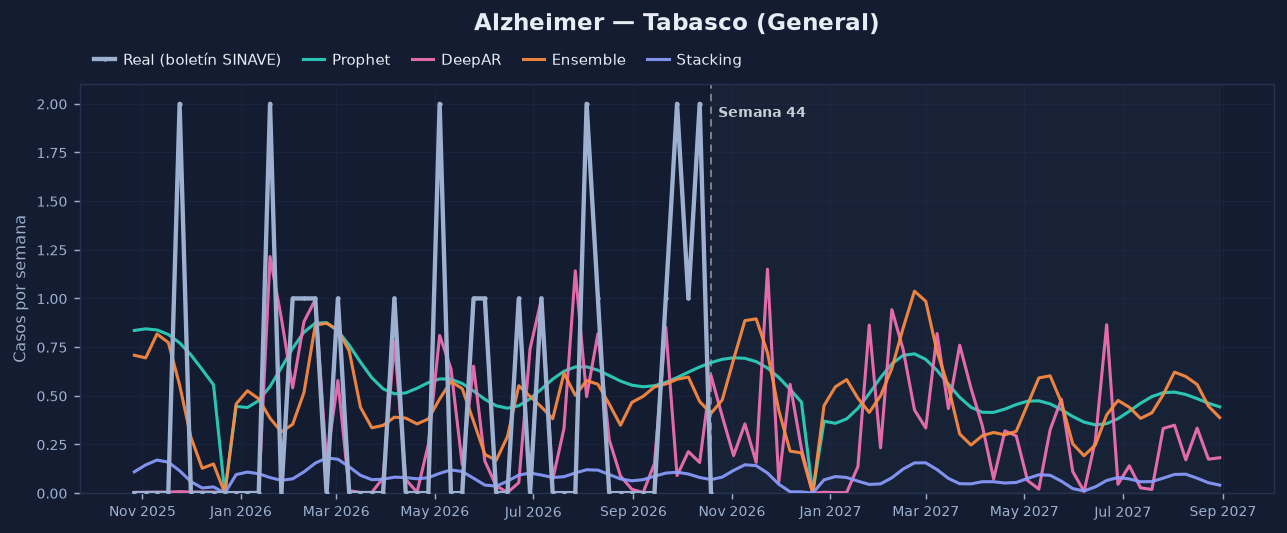 Alzheimer — Tabasco (General)
Real (boletín SINAVE) Prophet DeepAR Ensemble Stacking
Semana 44
Casos por semana
2.00
1.75
1.50
1.25
1.00
0.75
0.50
0.25
0.00
Nov 2025 Jan 2026 Mar 2026 May 2026 Jul 2026 Sep 2026 Nov 2026 Jan 2027 Mar 2027 May 2027 Jul 2027 Sep 2027